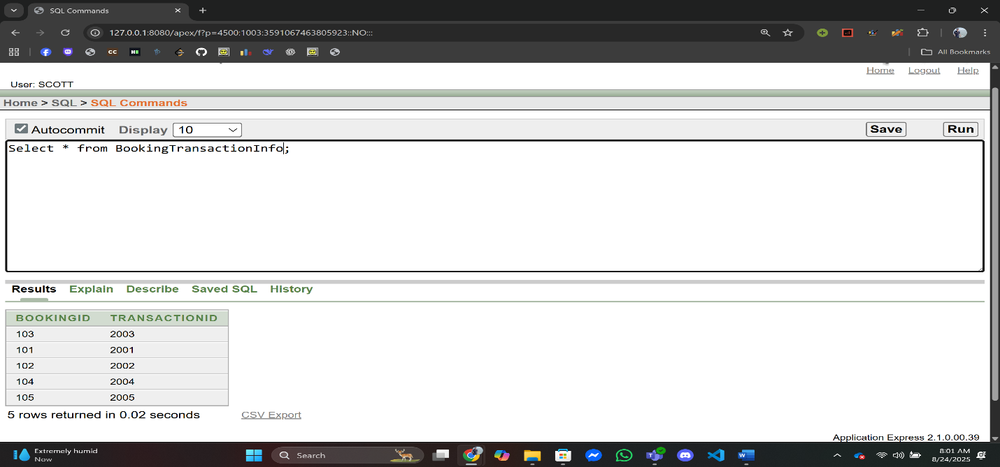 SQL Commands
127.0.0.1:8080/apex/f?p=4500:1003:3591067463805923::NO:::
CC
All Bookmarks
Home Logout Help
User: SCOTT
Home > SQL > SQL Commands
Autocommit Display 10 Save Run
Select * from BookingTransactionInfo;
Results Explain Describe Saved SQL History
BOOKINGID TRANSACTIONID
103 2003
101 2001
102 2002
104 2004
105 2005
5 rows returned in 0.02 seconds CSV Export
Application Express 2.1.0.00.39
Extremely humid
Now
Search
8:01 AM
8/24/2025